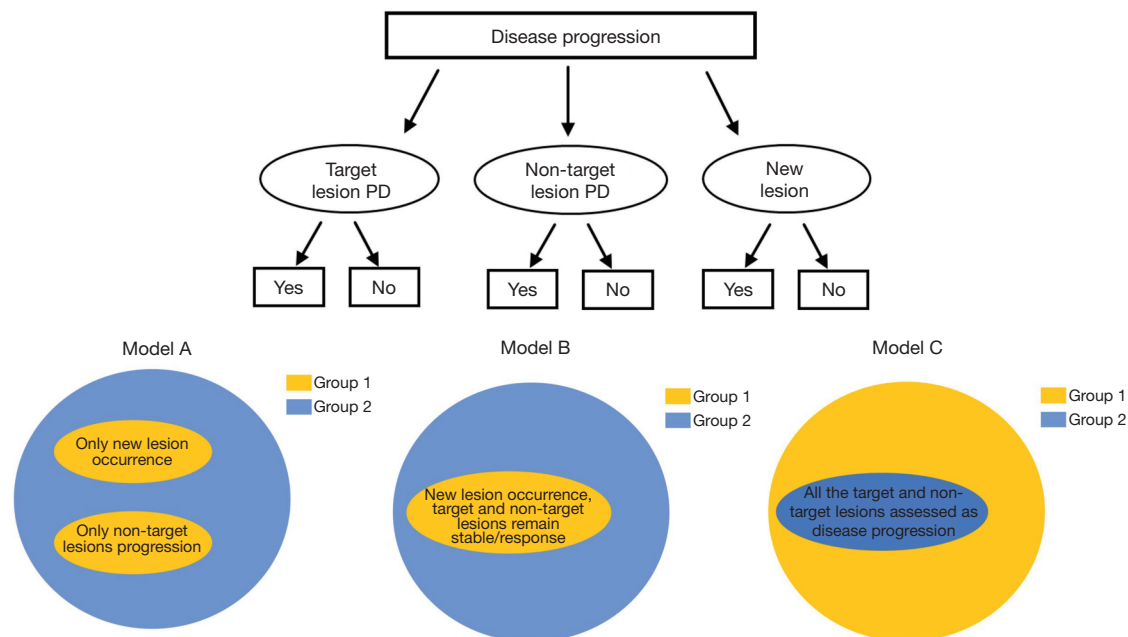 Disease progression
Target
lesion PD
Non-target
lesion PD
New
lesion
Yes
No
Yes
No
Yes
No
Model A
Group 1
Group 2
Only new lesion
occurrence
Only non-target
lesions progression
Model B
Group 1
Group 2
New lesion occurrence,
target and non-target
lesions remain
stable/response
Model C
Group 1
Group 2
All the target and non-
target lesions assessed as
disease progression